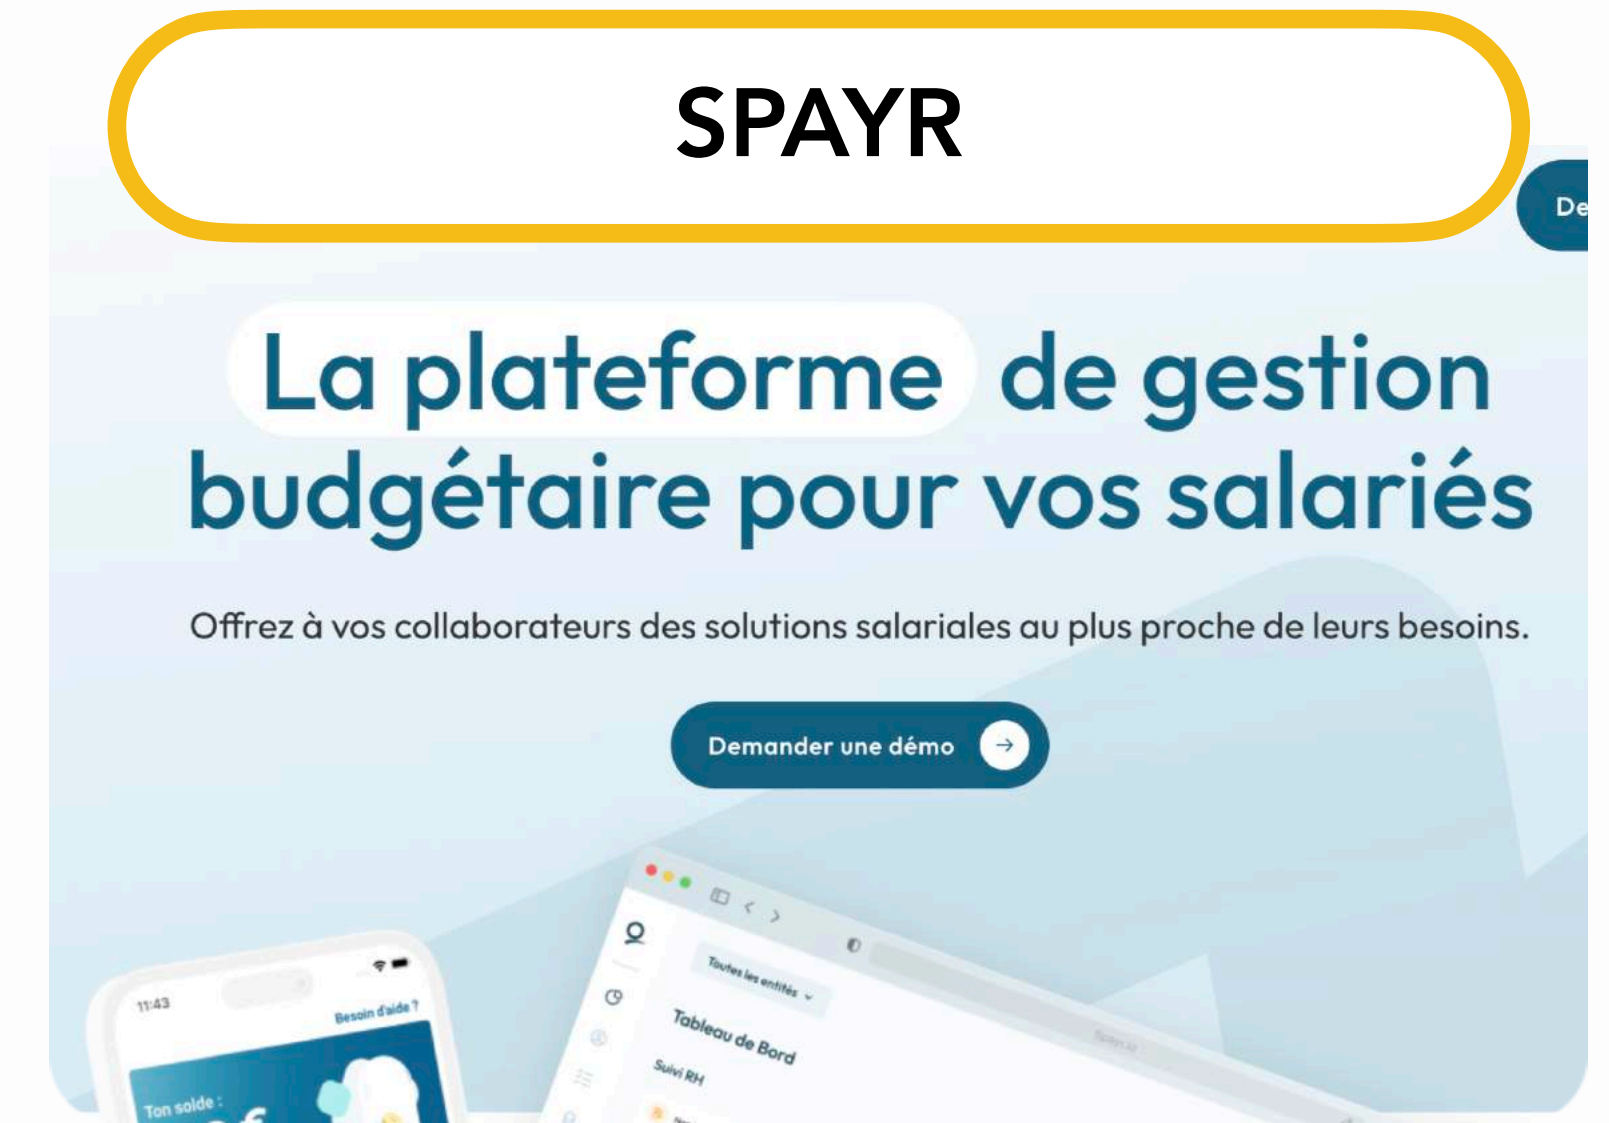 SPAYR
De
La plateforme de gestion
budgétaire pour vos salariés
Offrez à vos collaborateurs des solutions salariales au plus proche de leurs besoins.
Demander une démo
Toutes les entités
Tableau de Bord
Suivi RH
11:43
Besoin d'aide ?
Ton solde :
€